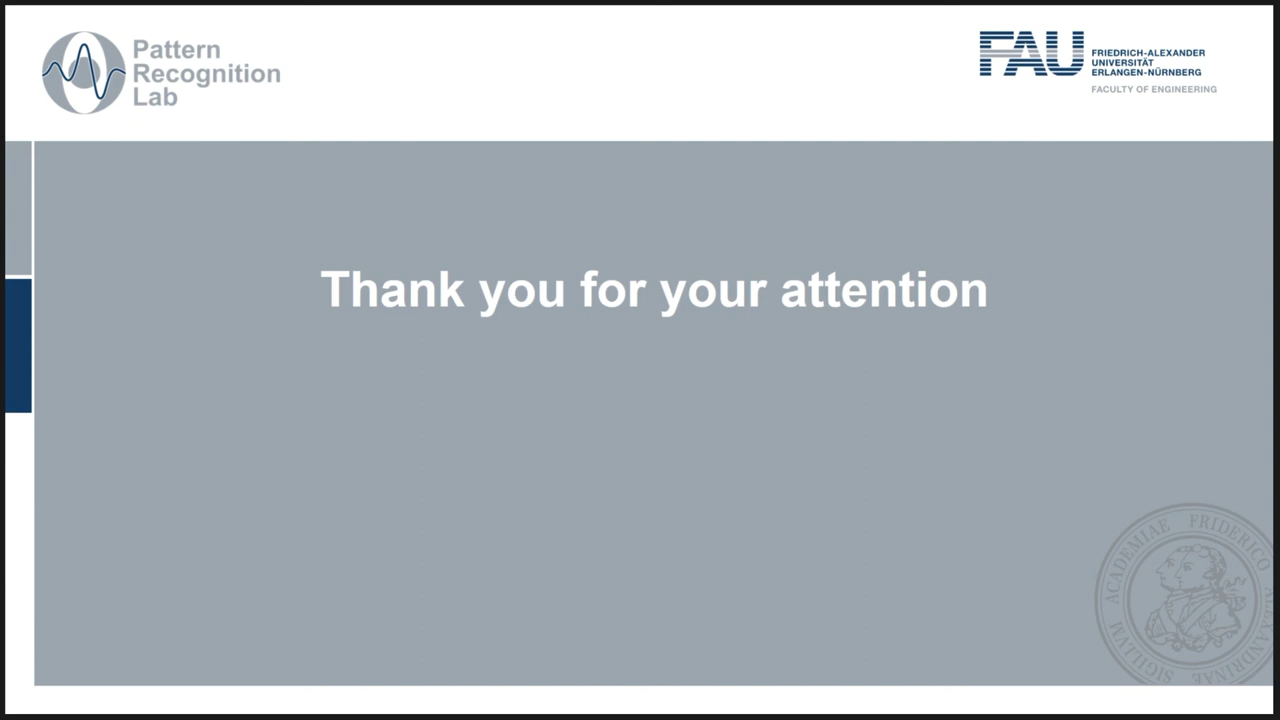 Pattern
Recognition
Lab
FAU
FRIEDRICH-ALEXANDER
UNIVERSITÄT
ERLANGEN-NÜRNBERG
FACULTY OF ENGINEERING
Thank you for your attention
SIGILLVM ACADEMIAE FRIDERICO ALEXANDRINAE